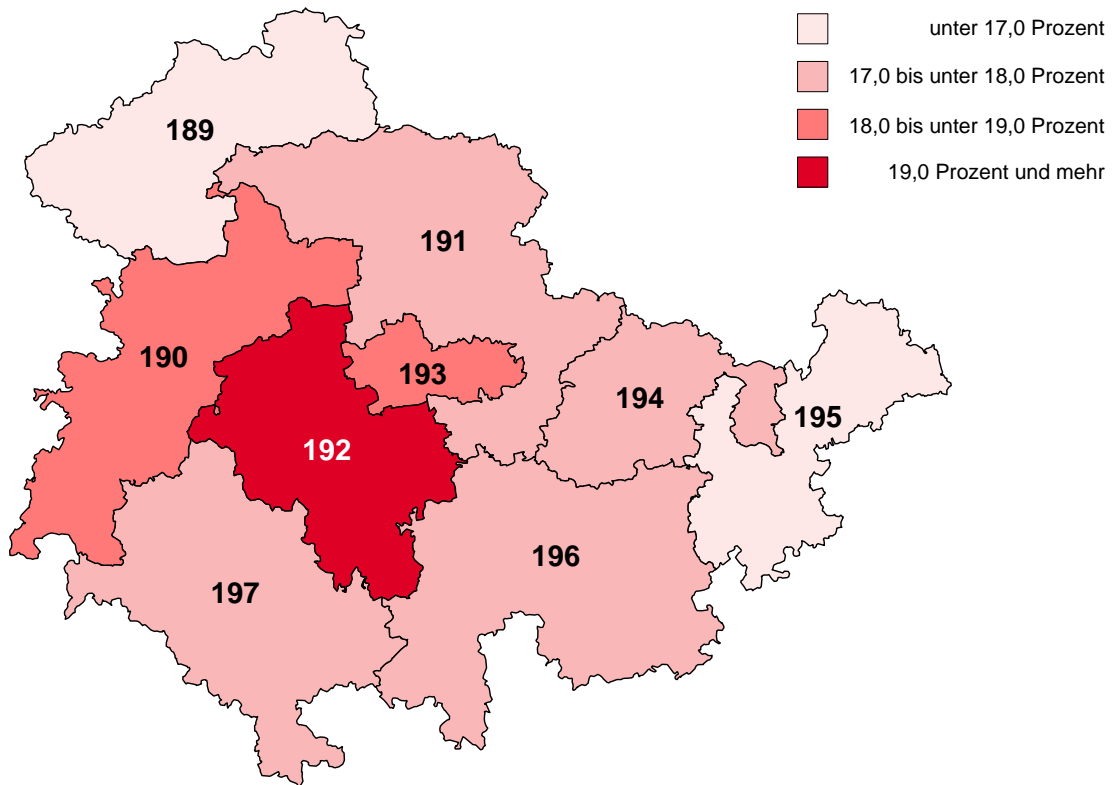 unter 17,0 Prozent
17,0 bis unter 18,0 Prozent
18,0 bis unter 19,0 Prozent
19,0 Prozent und mehr
189
191
190
193
194
195
192
196
197